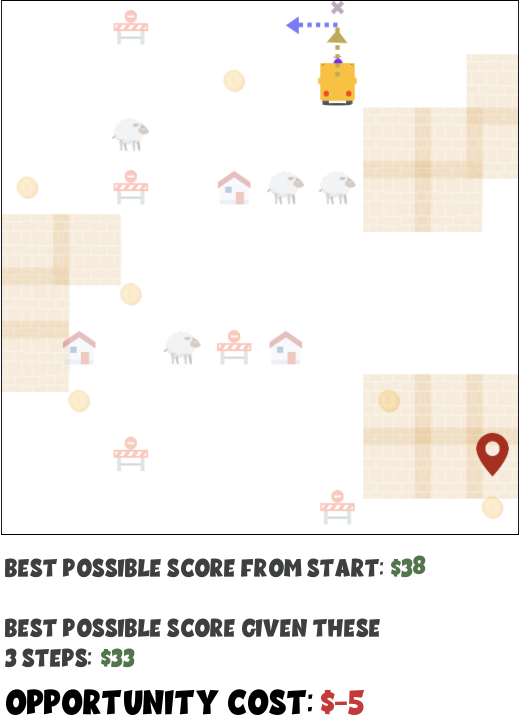 BEST POSSIBLE SCORE FROM START: $38
BEST POSSIBLE SCORE GIVEN THESE
3 STEPS: $33
OPPORTUNITY COST: $-5